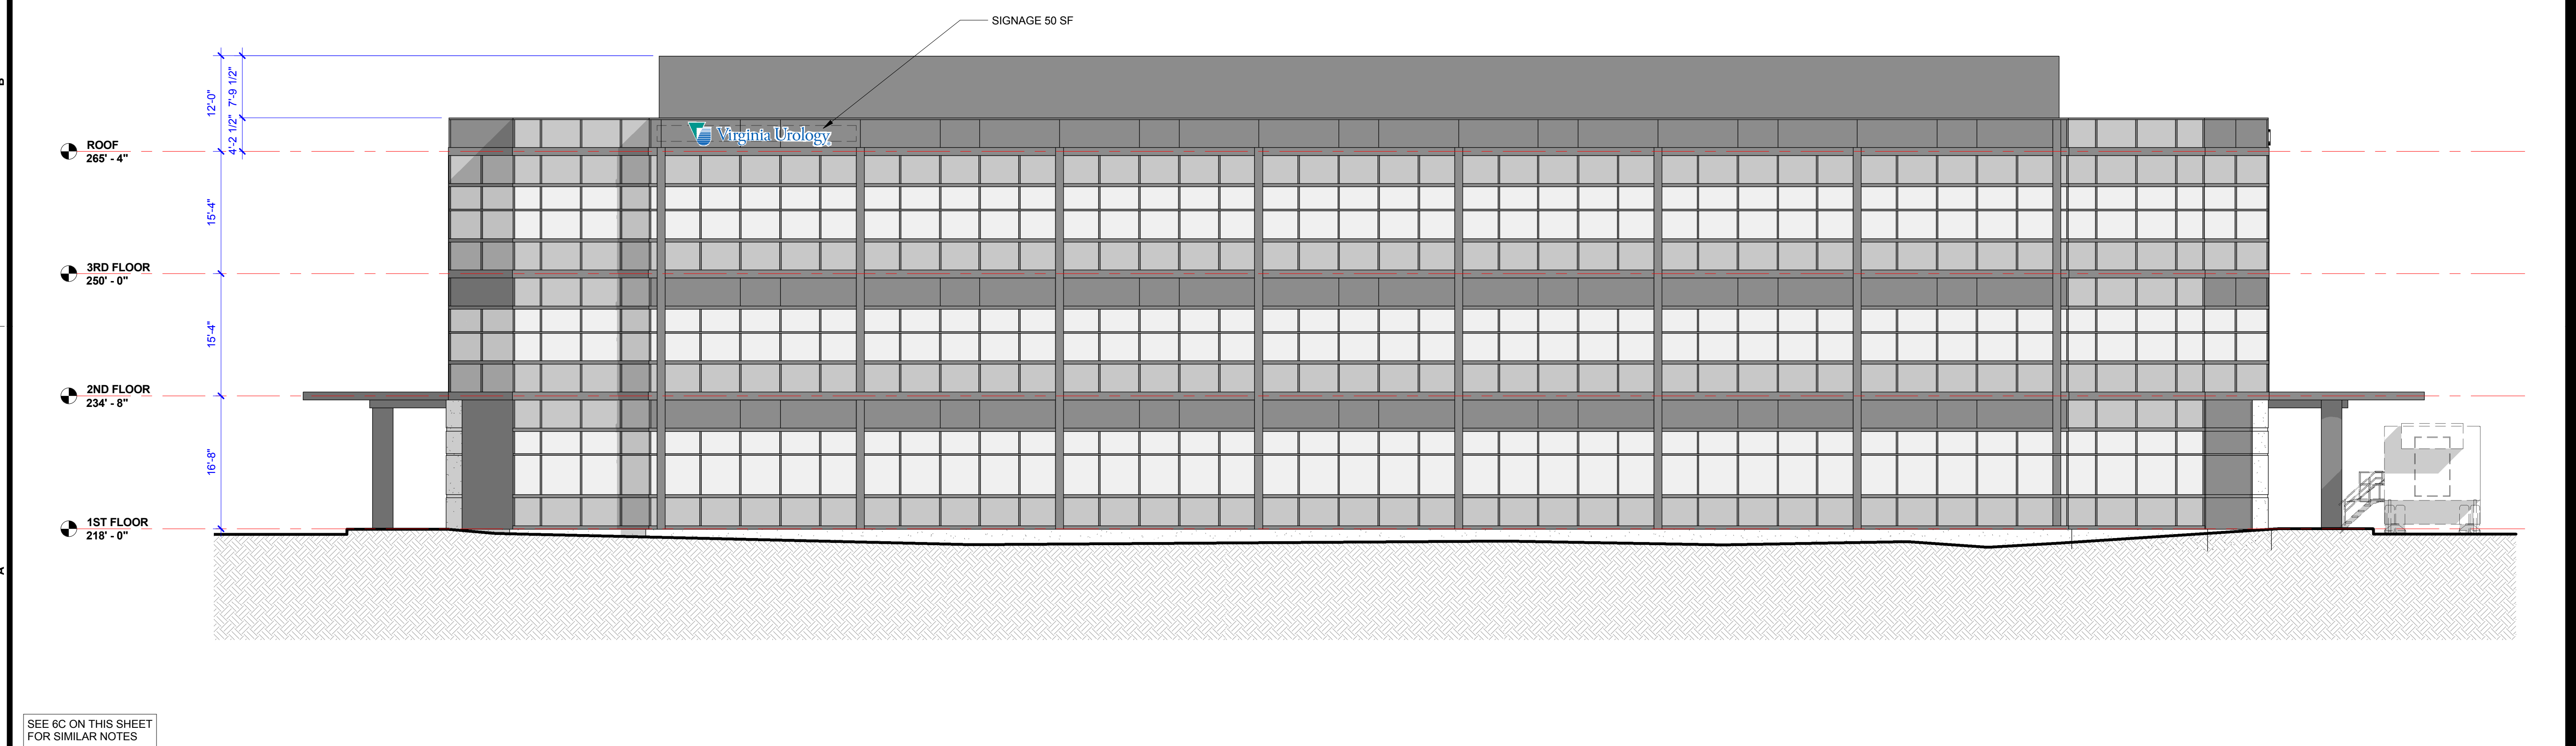 SIGNAGE 50 SF
B
7'-9 1/2"
12'-0"
4'-2 1/2"
Virginia Urology
ROOF
265' - 4"
15'-4"
3RD FLOOR
250' - 0"
15'-4"
2ND FLOOR
234' - 8"
16'-8"
1ST FLOOR
218' - 0"
A
SEE 6C ON THIS SHEET
FOR SIMILAR NOTES